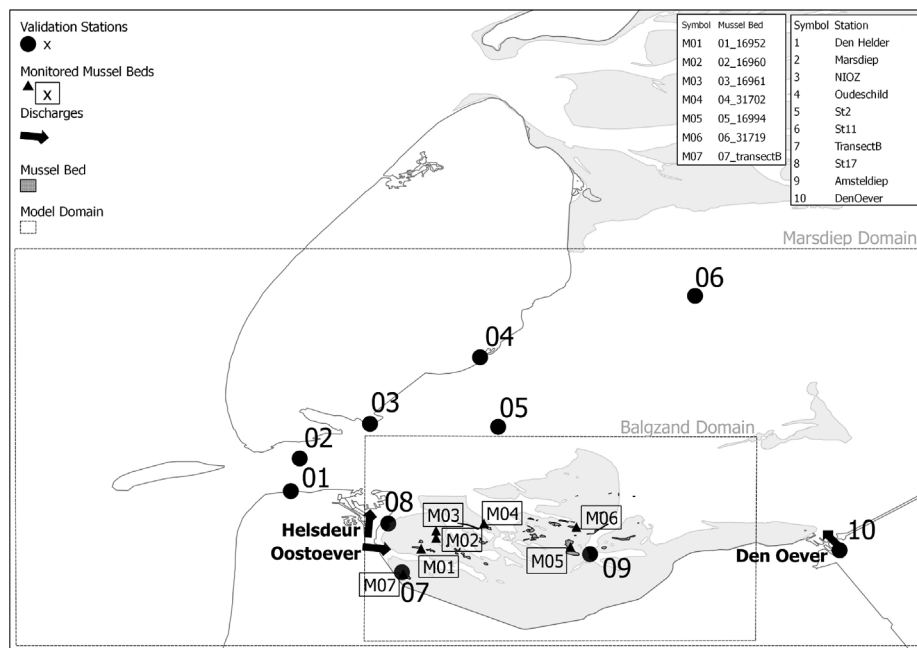 Validation Stations
x
Monitored Mussel Beds
x
Discharges
Mussel Bed
Model Domain
Symbol Mussel Bed
M01 01_16952
M02 02_16960
M03 03_16961
M04 04_31702
M05 05_16994
M06 06_31719
M07 07_transectB
Symbol Station
1 Den Helder
2 Marsdiep
3 NIOZ
4 Oudeschild
5 St2
6 St11
7 TransectB
8 St17
9 Amsteldiep
10 DenOever
Marsdiep Domain
06
04
03
05
Balgzand Domain
02
01
08
M03
M04
M06
Helsdeur
M02
Oostoever
M01
M05
09
Den Oever
10
M07
07